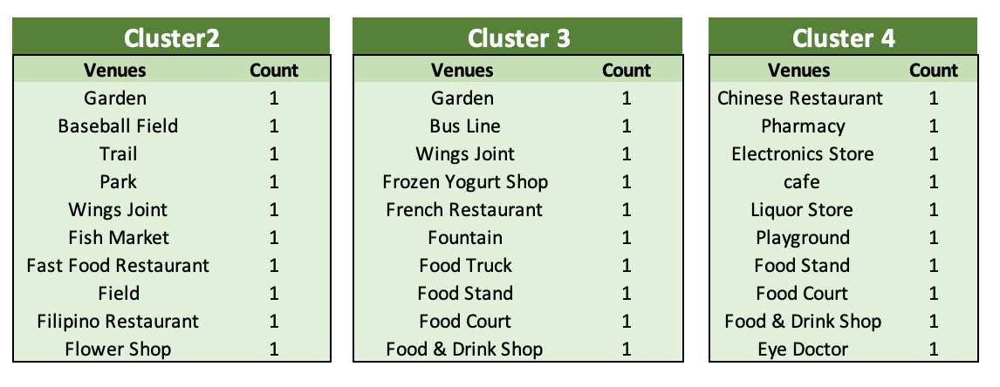 Cluster2
Venues Count
Garden 1
Baseball Field 1
Trail 1
Park 1
Wings Joint 1
Fish Market 1
Fast Food Restaurant 1
Field 1
Filipino Restaurant 1
Flower Shop 1
Cluster 3
Venues Count
Garden 1
Bus Line 1
Wings Joint 1
Frozen Yogurt Shop 1
French Restaurant 1
Fountain 1
Food Truck 1
Food Stand 1
Food Court 1
Food & Drink Shop 1
Cluster 4
Venues Count
Chinese Restaurant 1
Pharmacy 1
Electronics Store 1
cafe 1
Liquor Store 1
Playground 1
Food Stand 1
Food Court 1
Food & Drink Shop 1
Eye Doctor 1